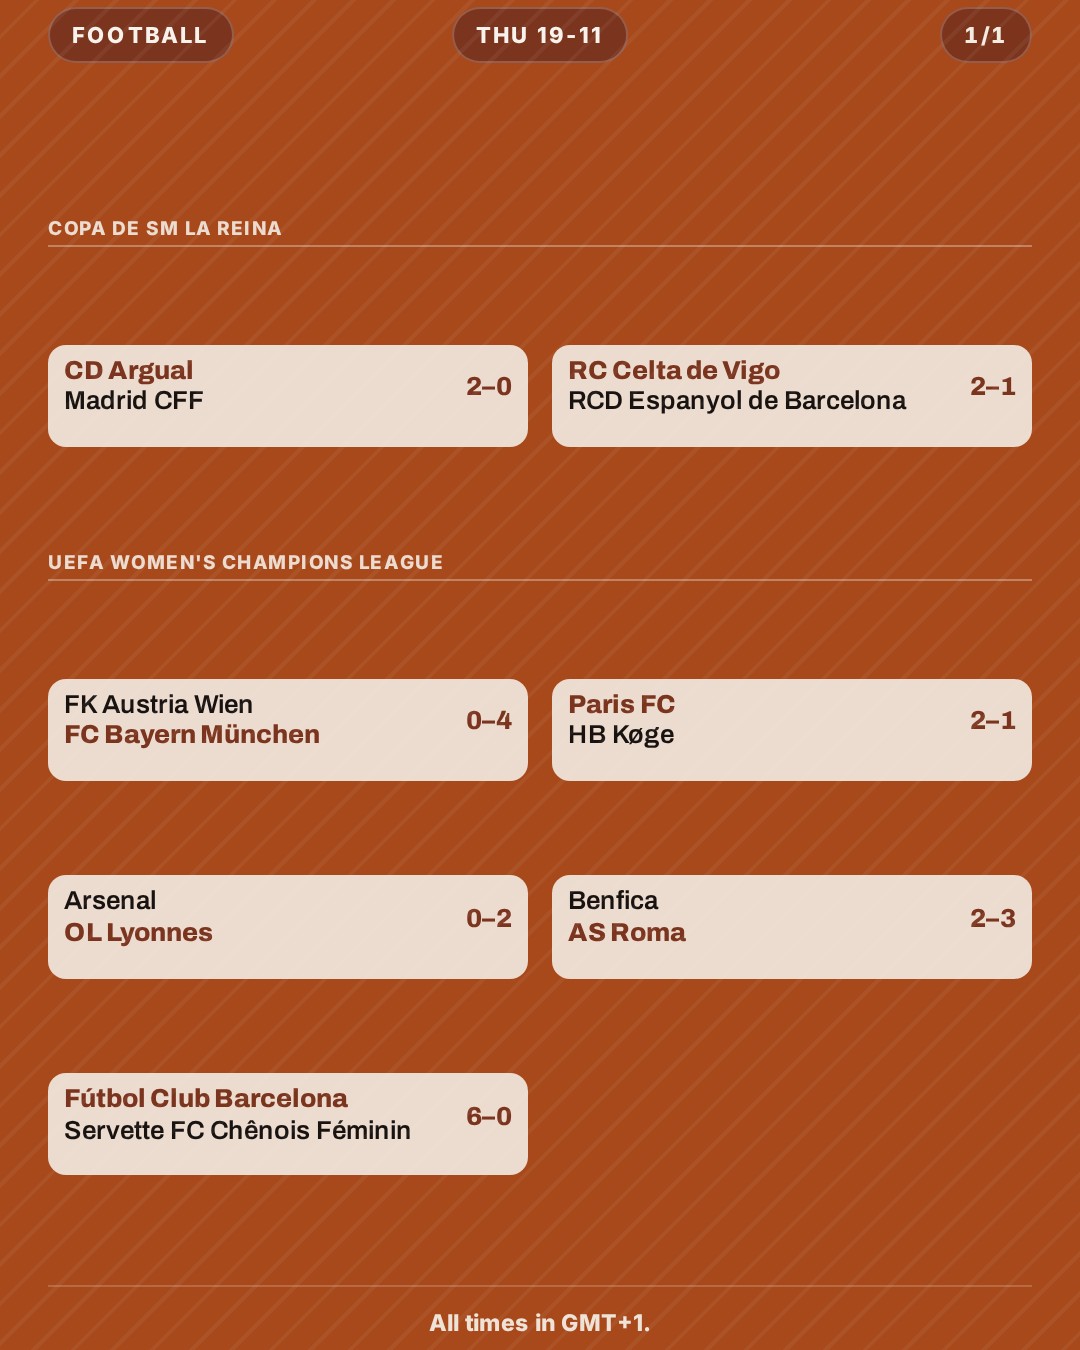 FOOTBALL
THU 19-11
1/1
COPA DE SM LA REINA
CD Argual
Madrid CFF
2–0
RC Celta de Vigo
RCD Espanyol de Barcelona
2–1
UEFA WOMEN'S CHAMPIONS LEAGUE
FK Austria Wien
FC Bayern München
0–4
Paris FC
HB Køge
2–1
Arsenal
OL Lyonnes
0–2
Benfica
AS Roma
2–3
Fútbol Club Barcelona
Servette FC Chênois Féminin
6–0
All times in GMT+1.